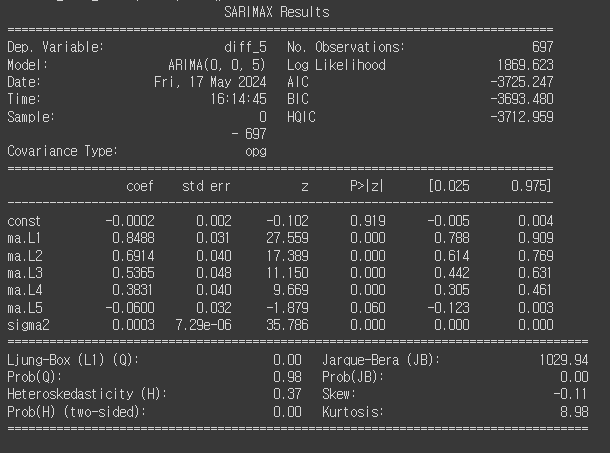 SARIMAX Results
==============================================================================
Dep. Variable: diff_5 No. Observations: 697
Model: ARIMA(0, 0, 5) Log Likelihood 1869.623
Date: Fri, 17 May 2024 AIC -3725.247
Time: 16:14:45 BIC -3693.480
Sample: 0 HQIC -3712.959
- 697
Covariance Type: opg
==============================================================================
coef std err z P>|z| [0.025 0.975]
------------------------------------------------------------------------------
const -0.0002 0.002 -0.102 0.919 -0.005 0.004
ma.L1 0.8488 0.031 27.559 0.000 0.788 0.909
ma.L2 0.6914 0.040 17.389 0.000 0.614 0.769
ma.L3 0.5365 0.048 11.150 0.000 0.442 0.631
ma.L4 0.3831 0.040 9.669 0.000 0.305 0.461
ma.L5 -0.0600 0.032 -1.879 0.060 -0.123 0.003
sigma2 0.0003 7.29e-06 35.786 0.000 0.000 0.000
===================================================================================
Ljung-Box (L1) (Q): 0.00 Jarque-Bera (JB): 1029.94
Prob(Q): 0.98 Prob(JB): 0.00
Heteroskedasticity (H): 0.37 Skew: -0.11
Prob(H) (two-sided): 0.00 Kurtosis: 8.98
===================================================================================